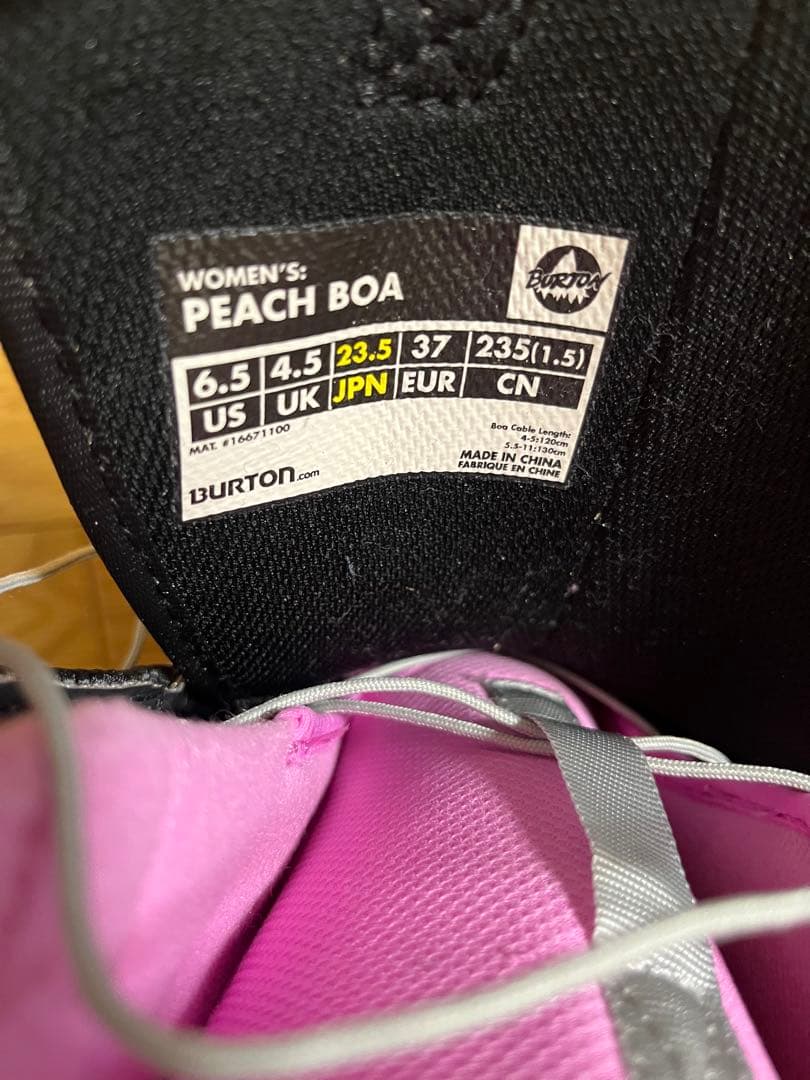 WOMEN'S:
PEACH BOA
BURTON
6.5 4.5 23.5 37 235(1.5)
US UK JPN EUR CN
MAT. #16671100
Boa Cable Length:
4-5:120cm
5.5-11:130cm
MADE IN CHINA
FABRIQUE EN CHINE
BURTON.com